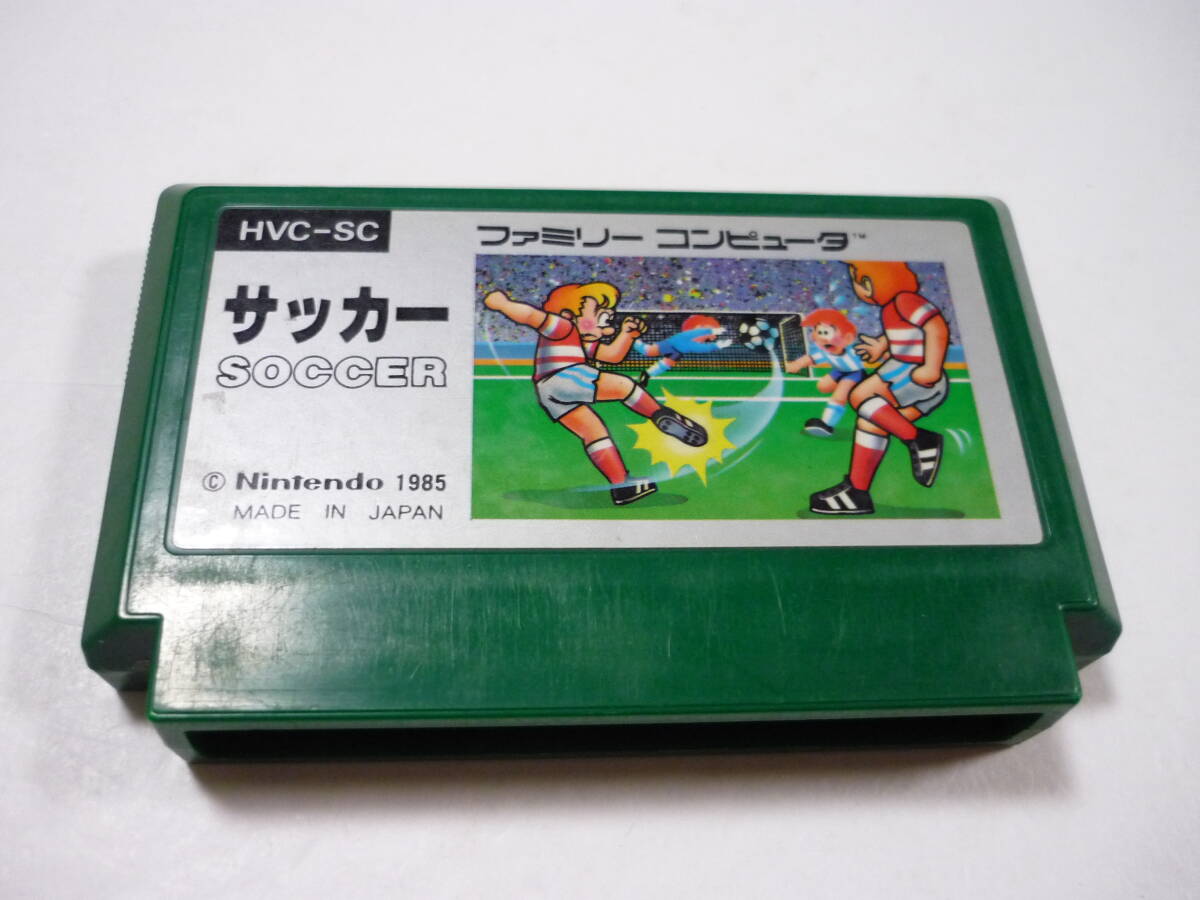 HVC-SC
ファミリー コンピュータ™
サッカー
SOCCER
© Nintendo 1985
MADE IN JAPAN